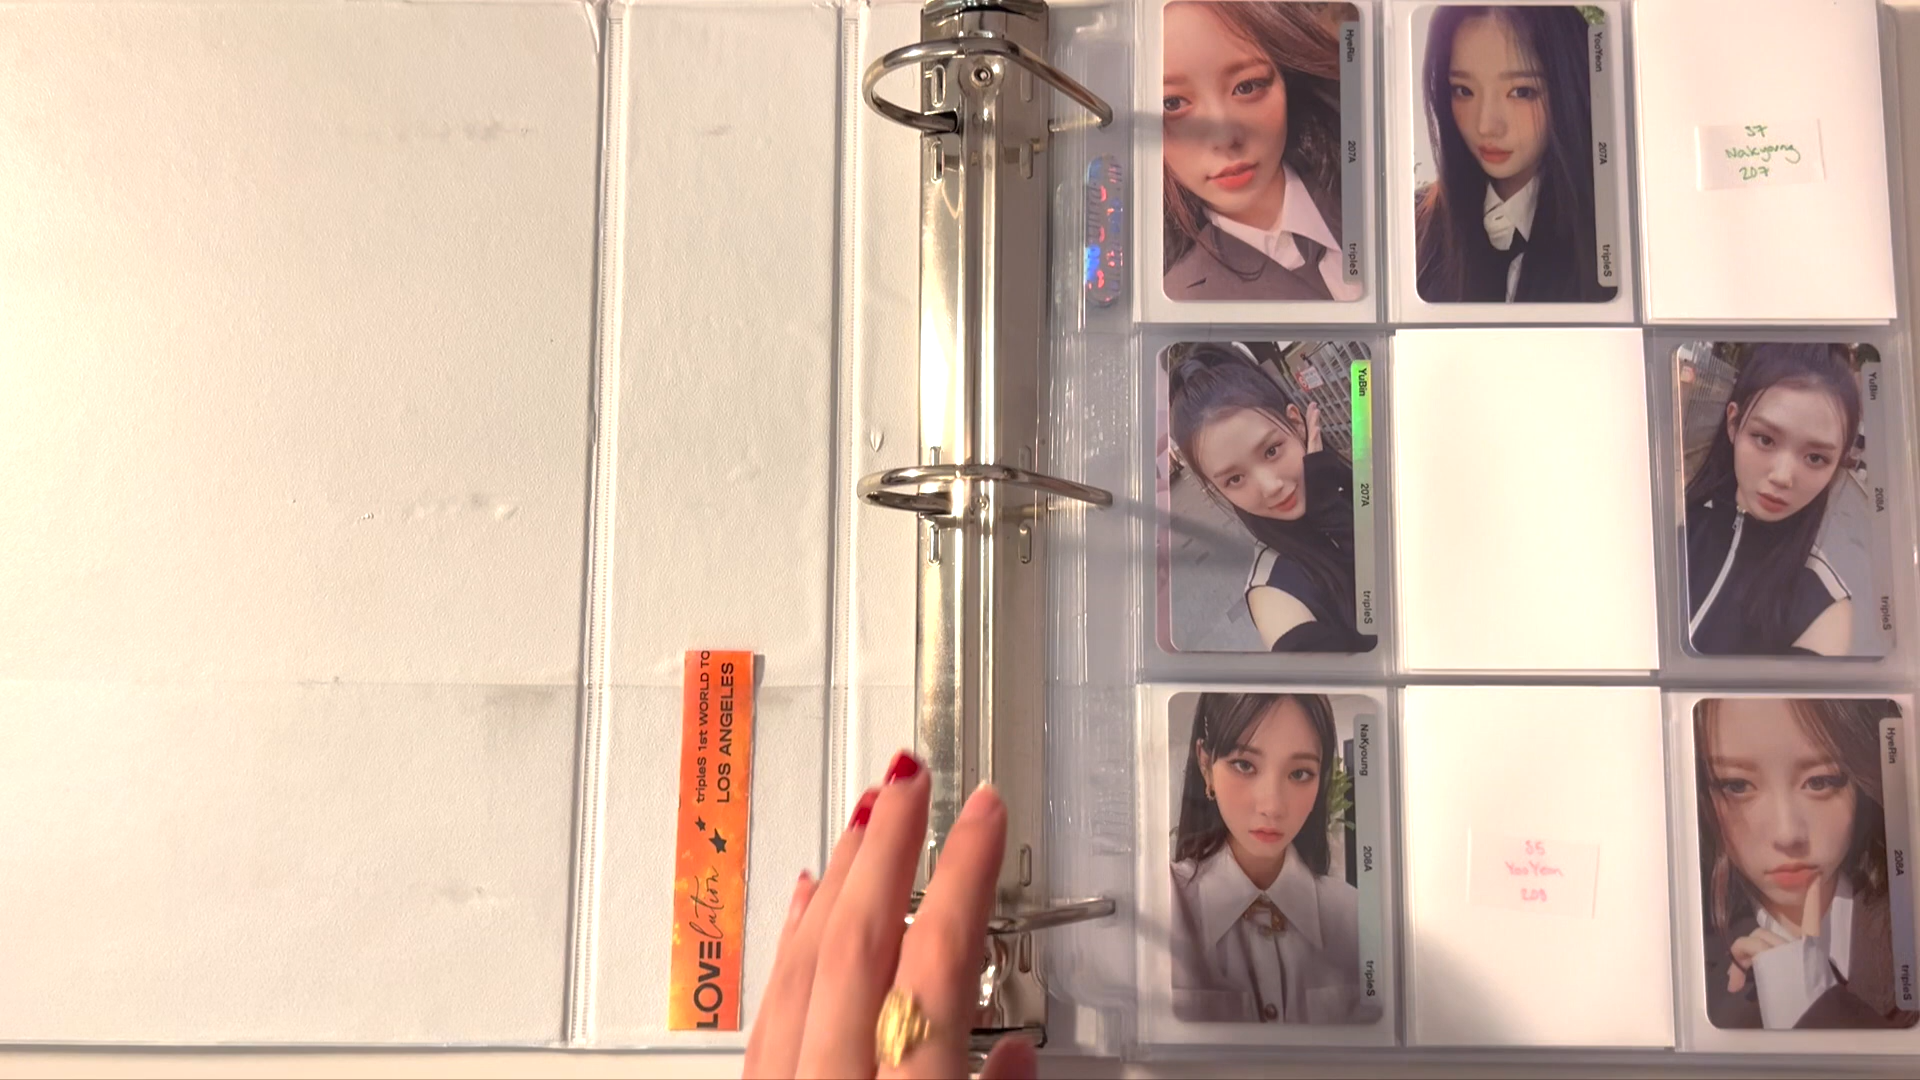 HyeRin 207A tripleS
YooYeon 207A tripleS
S7
Nakyoung
207
YuBin 207A tripleS
YuBin 208A tripleS
NaKyoung 208A tripleS
S5
YooYeon
208
HyeRin 208A tripleS
tripleS 1st WORLD TO
LOS ANGELES
LOVElution